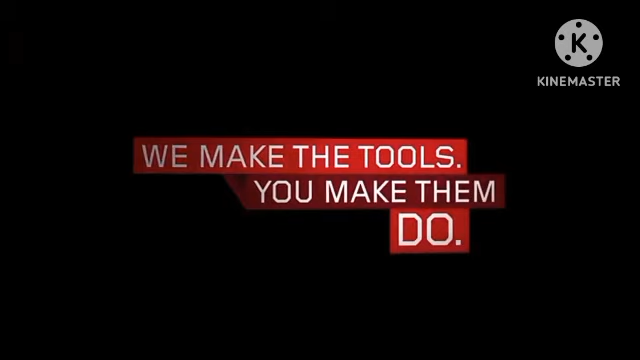 K
KINEMASTER
WE MAKE THE TOOLS.
YOU MAKE THEM
DO.